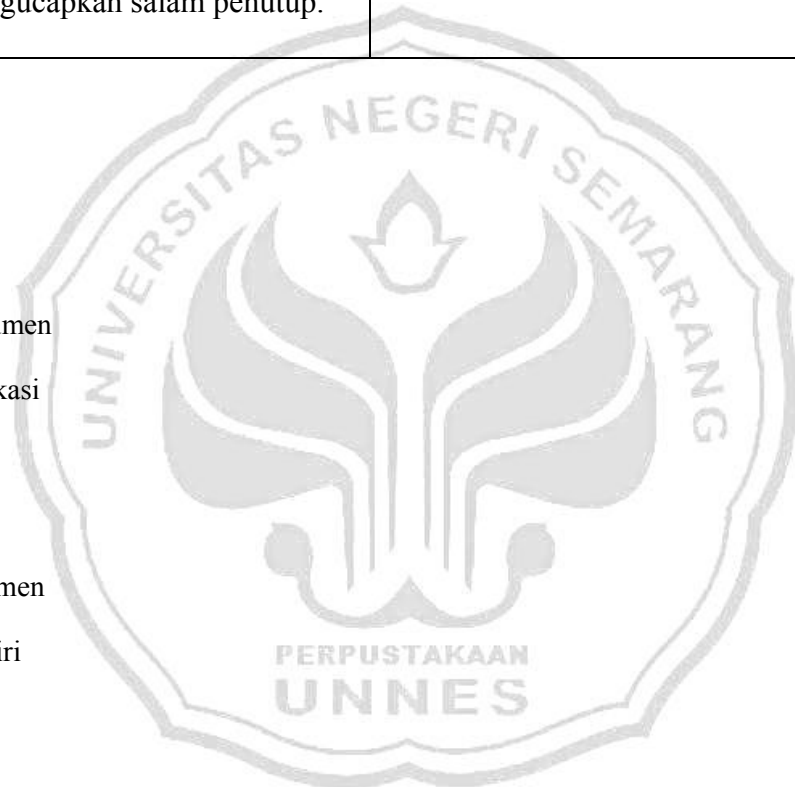 gucapkan salam penutup.
UNIVERSITAS NEGERI SEMARANG
men
kasi
men
iri
PERPUSTAKAAN
UNNES